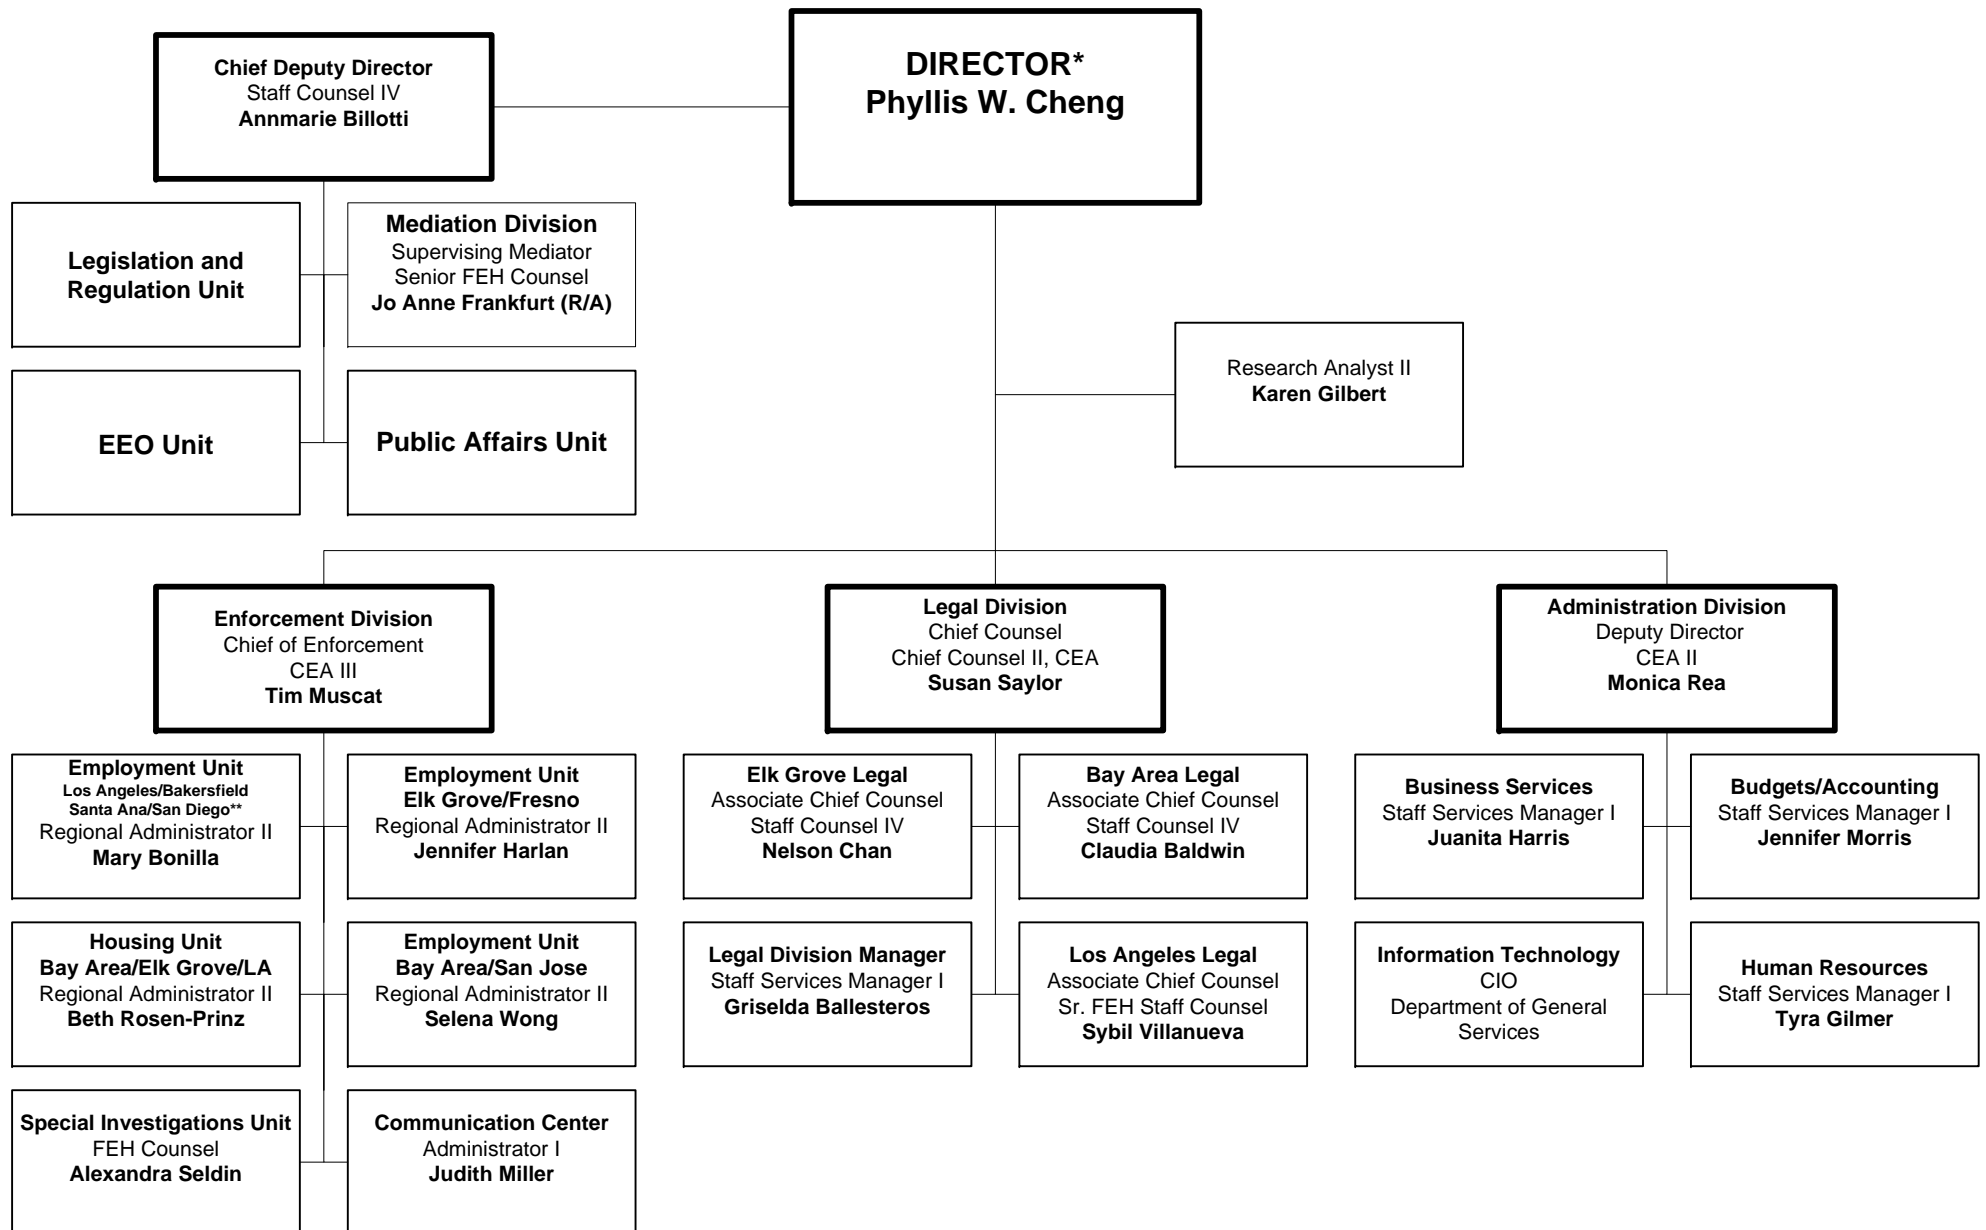 Chief Deputy Director
Staff Counsel IV
Annmarie Billotti
DIRECTOR*
Phyllis W. Cheng
Legislation and
Regulation Unit
Mediation Division
Supervising Mediator
Senior FEH Counsel
Jo Anne Frankfurt (R/A)
EEO Unit
Public Affairs Unit
Research Analyst II
Karen Gilbert
Enforcement Division
Chief of Enforcement
CEA III
Tim Muscat
Legal Division
Chief Counsel
Chief Counsel II, CEA
Susan Saylor
Administration Division
Deputy Director
CEA II
Monica Rea
Employment Unit
Los Angeles/Bakersfield
Santa Ana/San Diego**
Regional Administrator II
Mary Bonilla
Employment Unit
Elk Grove/Fresno
Regional Administrator II
Jennifer Harlan
Elk Grove Legal
Associate Chief Counsel
Staff Counsel IV
Nelson Chan
Bay Area Legal
Associate Chief Counsel
Staff Counsel IV
Claudia Baldwin
Business Services
Staff Services Manager I
Juanita Harris
Budgets/Accounting
Staff Services Manager I
Jennifer Morris
Housing Unit
Bay Area/Elk Grove/LA
Regional Administrator II
Beth Rosen-Prinz
Employment Unit
Bay Area/San Jose
Regional Administrator II
Selena Wong
Legal Division Manager
Staff Services Manager I
Griselda Ballesteros
Los Angeles Legal
Associate Chief Counsel
Sr. FEH Staff Counsel
Sybil Villanueva
Information Technology
CIO
Department of General
Services
Human Resources
Staff Services Manager I
Tyra Gilmer
Special Investigations Unit
FEH Counsel
Alexandra Seldin
Communication Center
Administrator I
Judith Miller